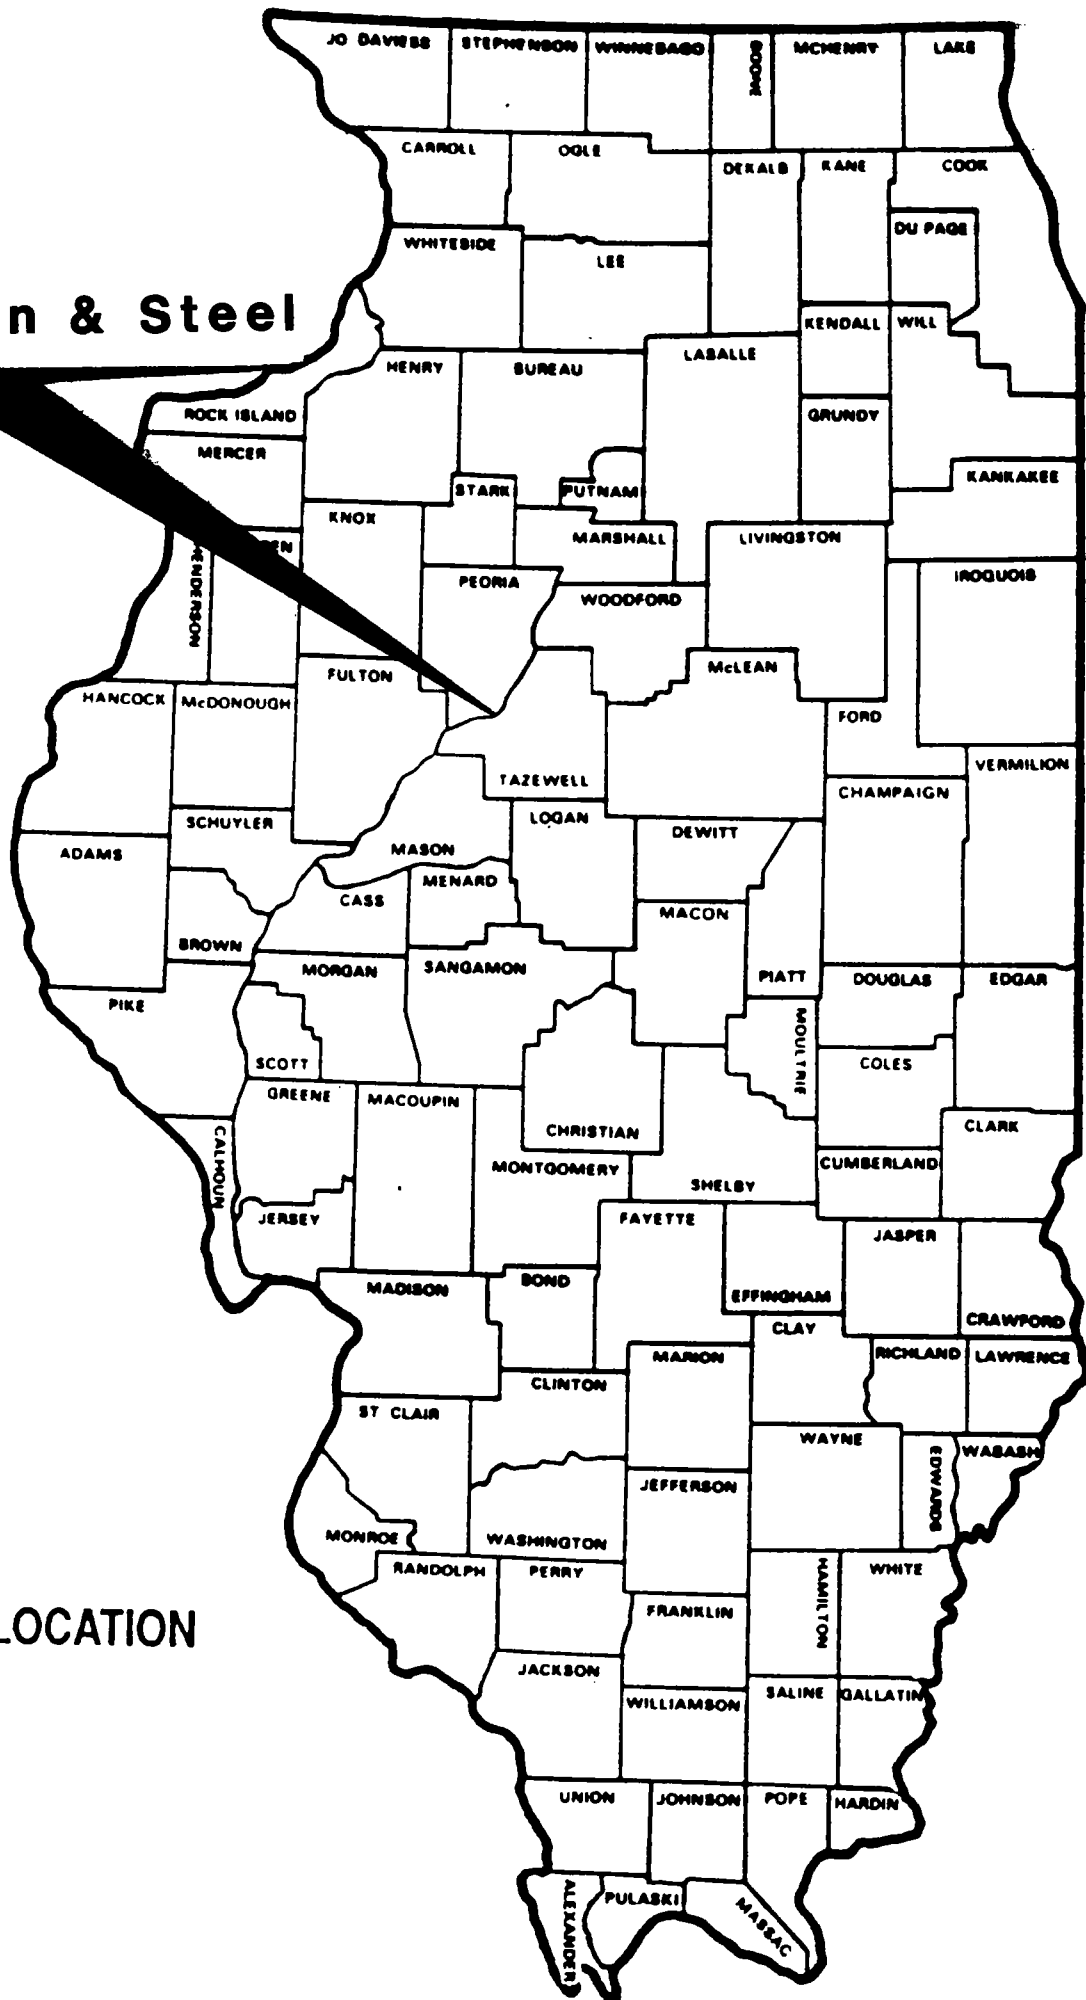 JO DAVIESS STEPHENSON WINNEBAGO BOONE MCHENRY LAKE
CARROLL OGLE DEKALB KANE COOK
WHITESIDE LEE DU PAGE
n & Steel
KENDALL WILL
HENRY BUREAU LASALLE
ROCK ISLAND GRUNDY
MERCER
STARK PUTNAM KANKAKEE
KNOX
MARSHALL LIVINGSTON
EN
HENDERSON PEORIA WOODFORD IROQUOIS
FULTON McLEAN
HANCOCK McDONOUGH FORD
TAZEWELL VERMILION
CHAMPAIGN
SCHUYLER LOGAN DEWITT
ADAMS MASON
CASS MENARD
MACON
BROWN
MORGAN SANGAMON PIATT DOUGLAS EDGAR
PIKE
MOULTRIE
SCOTT COLES
GREENE MACOUPIN
CALHOUN CHRISTIAN CLARK
MONTGOMERY CUMBERLAND
SHELBY
JERSEY FAYETTE
JASPER
MADISON BOND
EFFINGHAM
CLAY CRAWFORD
MARION RICHLAND LAWRENCE
CLINTON
ST CLAIR
WAYNE EDWARDS WABASH
JEFFERSON
MONROE WASHINGTON
RANDOLPH PERRY HAMILTON WHITE
FRANKLIN
LOCATION
JACKSON
WILLIAMSON SALINE GALLATIN
UNION JOHNSON POPE HARDIN
ALEXANDER PULASKI MASSAC